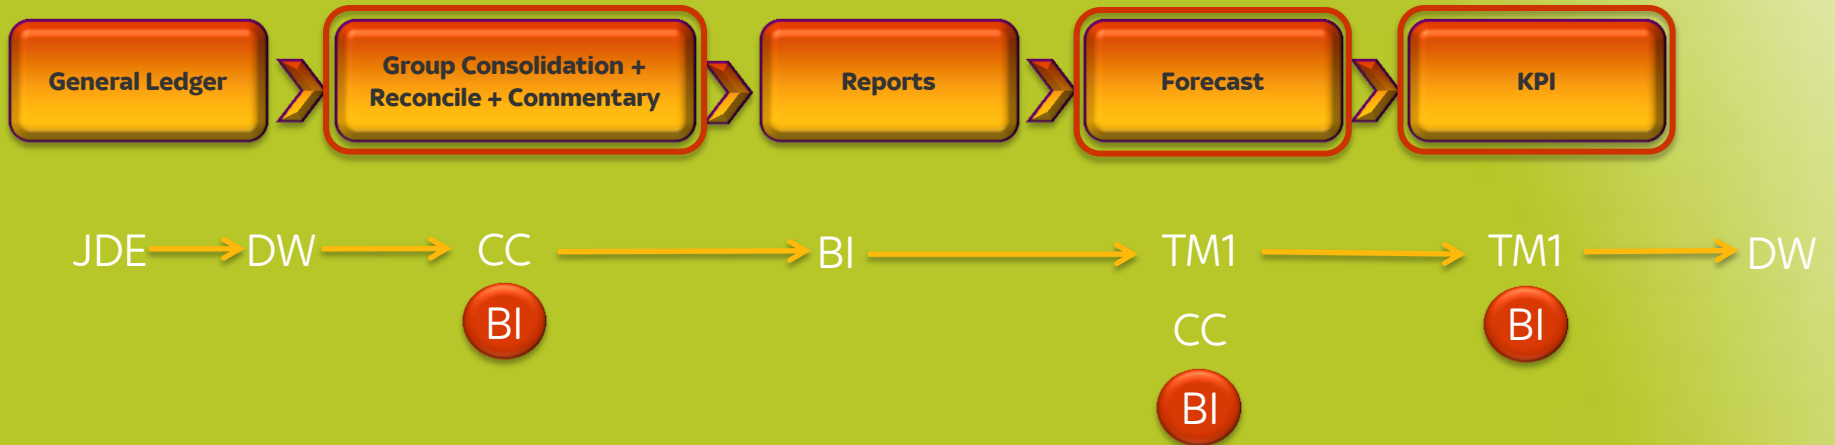 General Ledger
Group Consolidation +
Reconcile + Commentary
Reports
Forecast
KPI
JDE
DW
CC
BI
TM1
TM1
DW
BI
CC
BI
BI